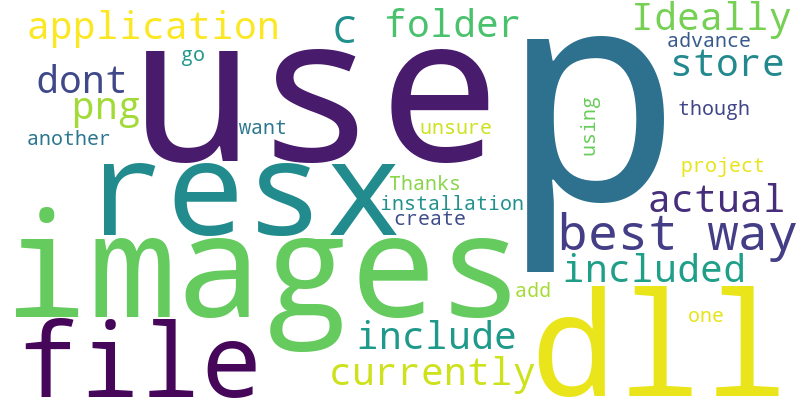 application
c
folder
Ideally
go
use
p
advance
store
dont
png
another
want
unsure
using
though
resx
Thanks
installation
create
project
actual
images
best way
included
add
file
include
currently
dll
one